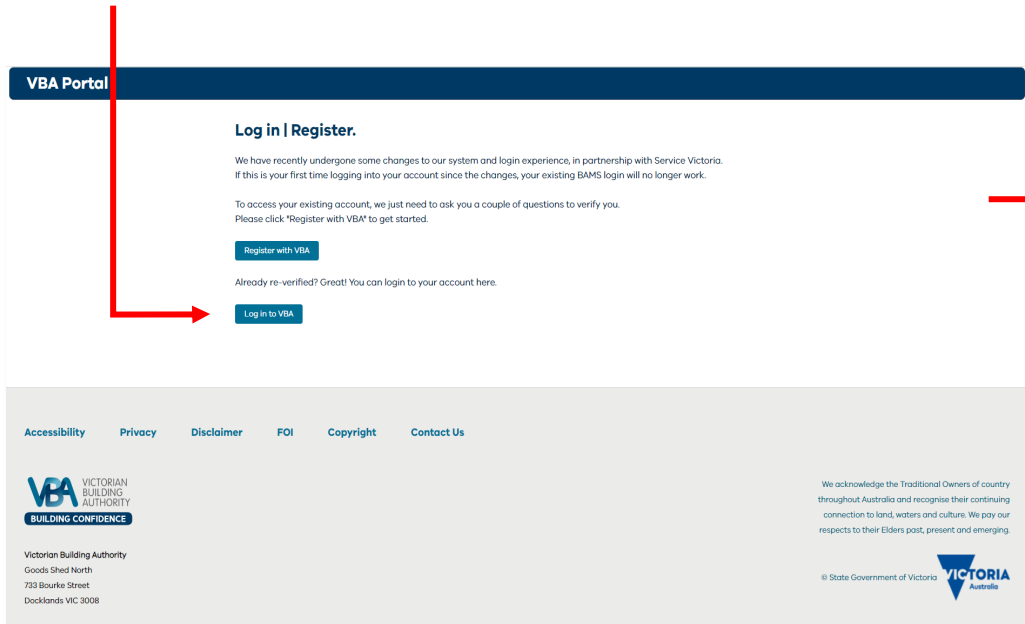 VBA Portal
Log in | Register.
We have recently undergone some changes to our system and login experience, in partnership with Service Victoria.
If this is your first time logging into your account since the changes, your existing BAMS login will no longer work.
To access your existing account, we just need to ask you a couple of questions to verify you.
Please click "Register with VBA" to get started.
Register with VBA
Already re-verified? Great! You can login to your account here.
Log in to VBA
Accessibility Privacy Disclaimer FOI Copyright Contact Us
VBA VICTORIAN
BUILDING
AUTHORITY
BUILDING CONFIDENCE
Victorian Building Authority
Goods Shed North
733 Bourke Street
Docklands VIC 3008
We acknowledge the Traditional Owners of country
throughout Australia and recognise their continuing
connection to land, waters and culture. We pay our
respects to their Elders past, present and emerging.
© State Government of Victoria
VICTORIA
Australia